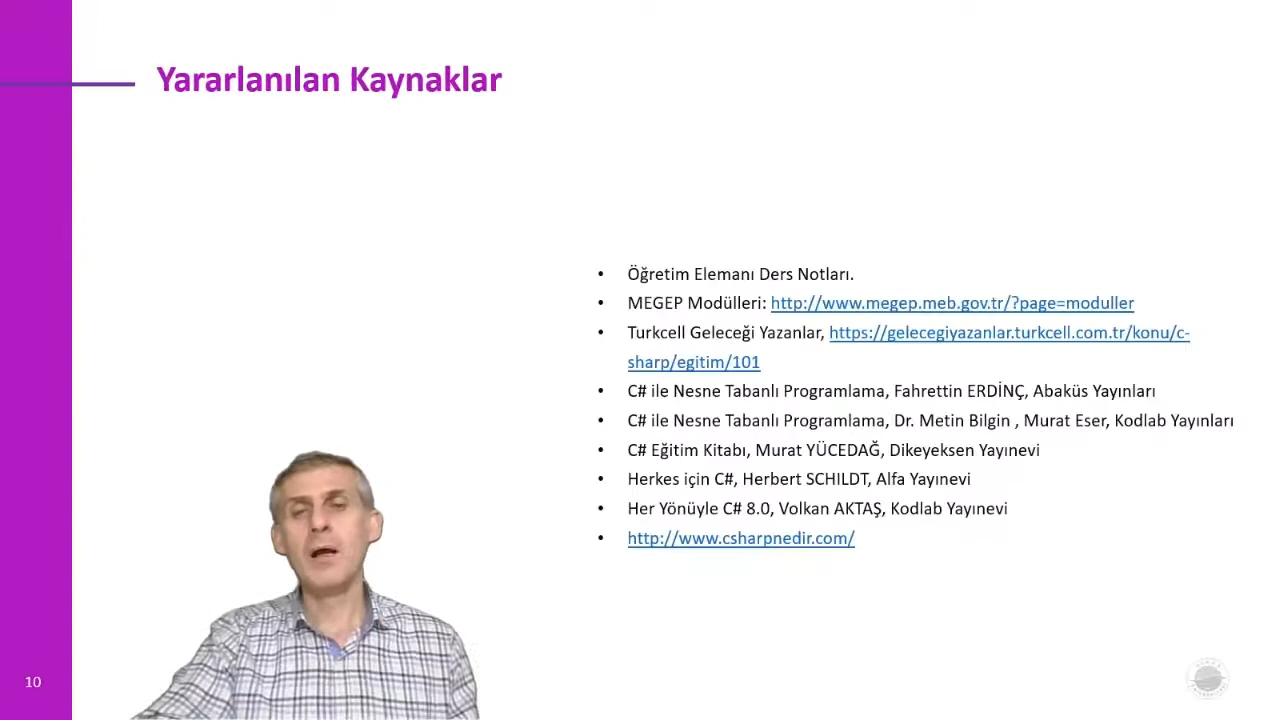 Yararlanılan Kaynaklar
• Öğretim Elemanı Ders Notları.
• MEGEP Modülleri: http://www.megep.meb.gov.tr/?page=moduller
• Turkcell Geleceği Yazanlar, https://gelecegiyazanlar.turkcell.com.tr/konu/c-
sharp/egitim/101
• C# ile Nesne Tabanlı Programlama, Fahrettin ERDİNÇ, Abaküs Yayınları
• C# ile Nesne Tabanlı Programlama, Dr. Metin Bilgin , Murat Eser, Kodlab Yayınları
• C# Eğitim Kitabı, Murat YÜCEDAĞ, Dikeyeksen Yayınevi
• Herkes için C#, Herbert SCHILDT, Alfa Yayınevi
• Her Yönüyle C# 8.0, Volkan AKTAŞ, Kodlab Yayınevi
• http://www.csharpnedir.com/
10